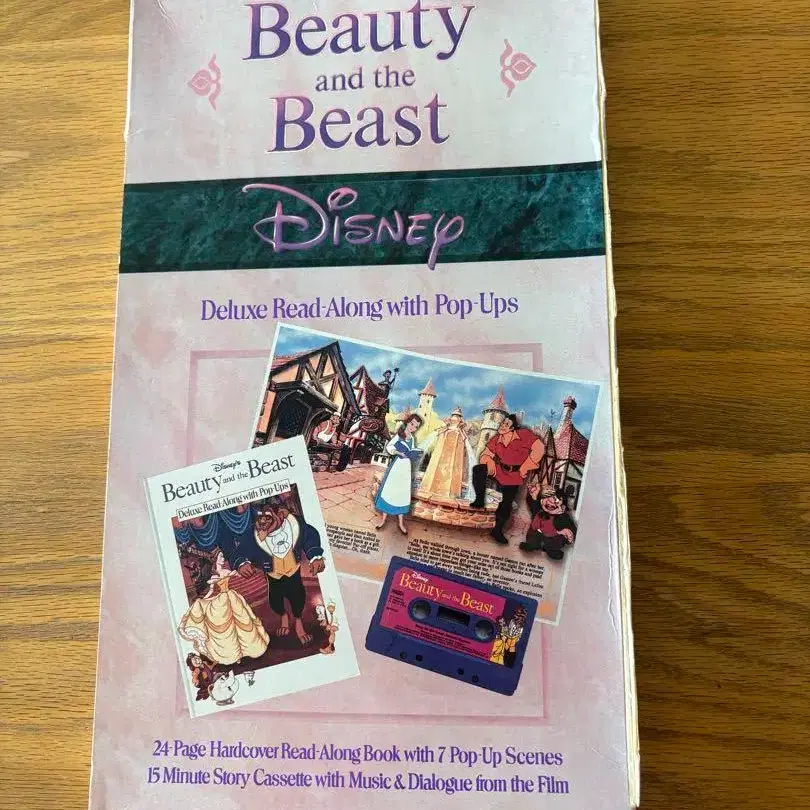 Beauty
and the
Beast
Disney
Deluxe Read-Along with Pop-Ups
Disney's
Beauty and the Beast
Deluxe Read-Along with Pop-Ups
Disney
Beauty and the Beast
24-Page Hardcover Read-Along Book with 7 Pop-Up Scenes
15 Minute Story Cassette with Music & Dialogue from the Film